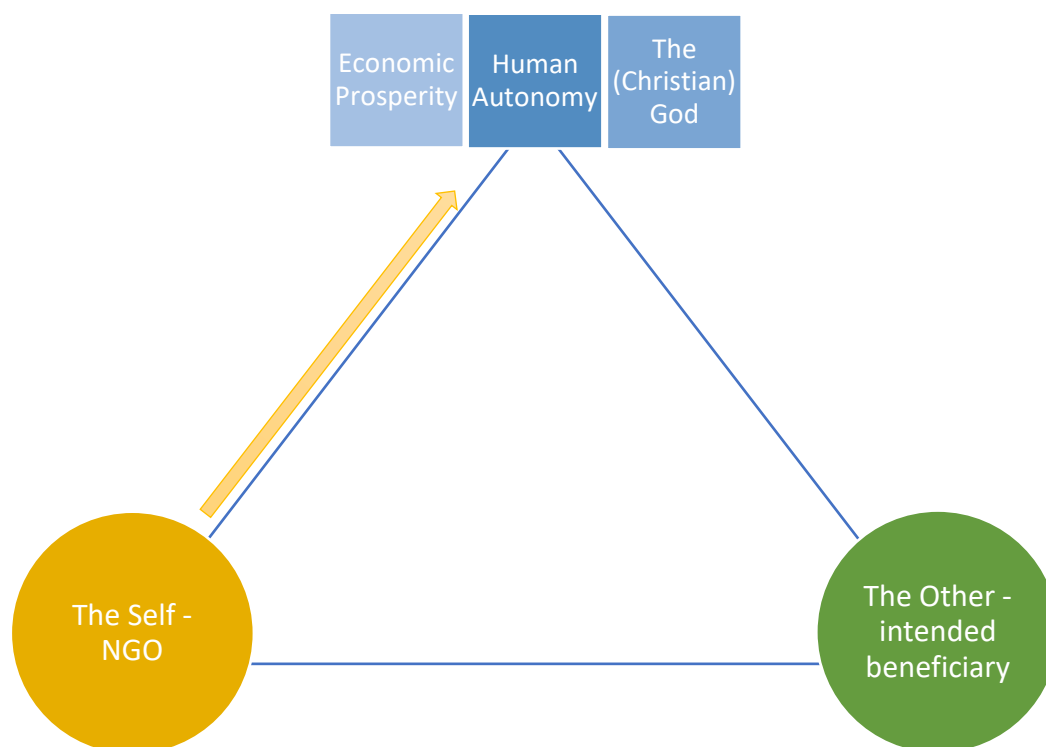 Economic
Prosperity
Human
Autonomy
The
(Christian)
God
The Self -
NGO
The Other -
intended
beneficiary